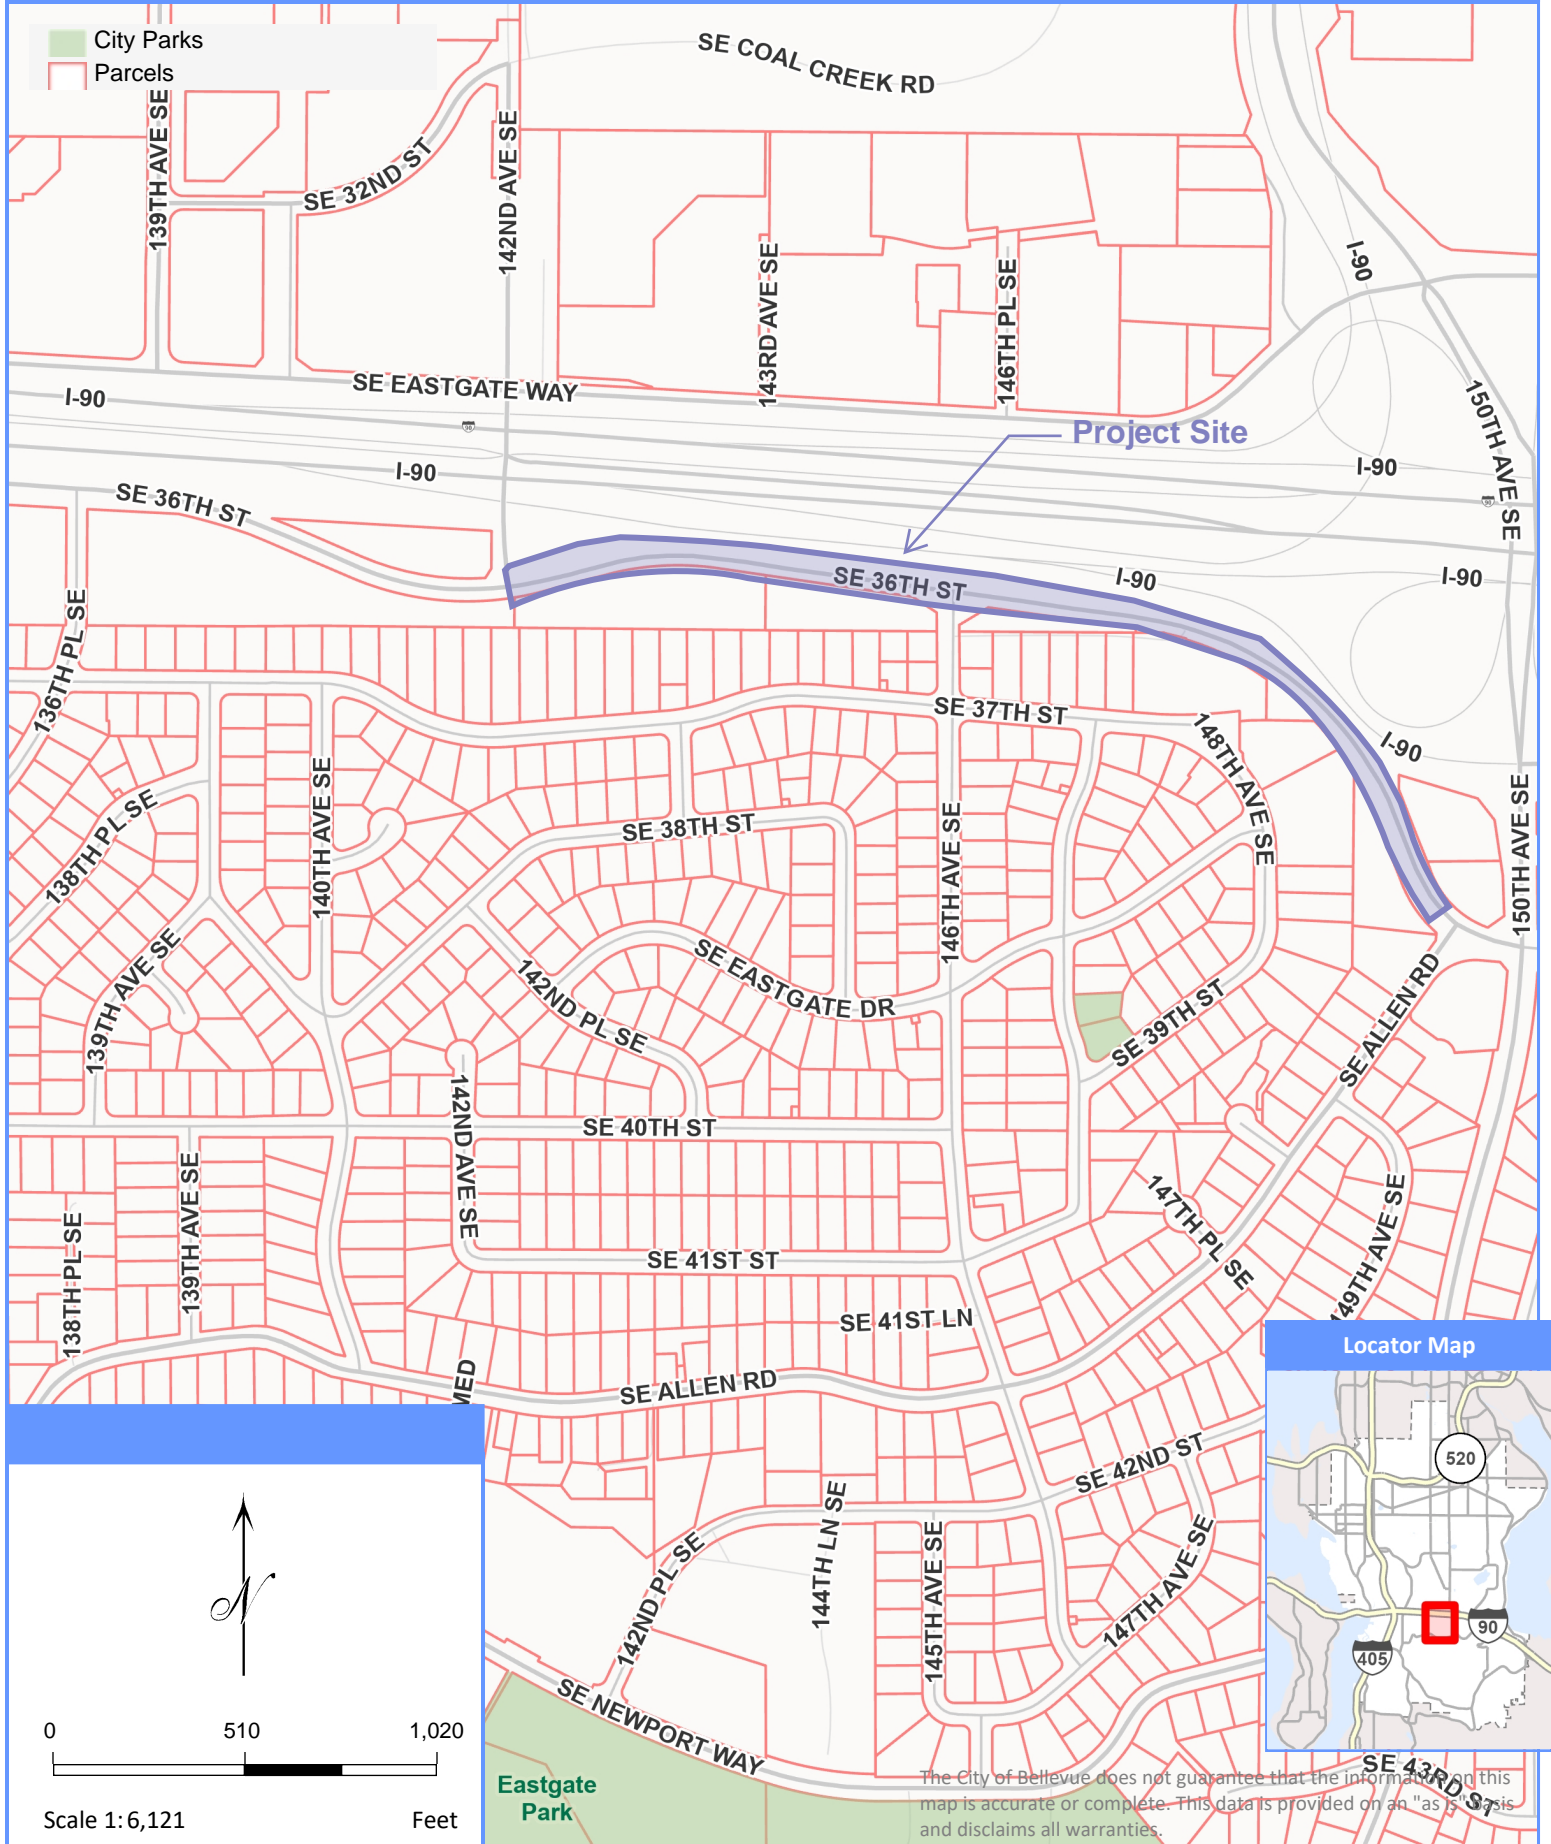 City Parks
Parcels
SE COAL CREEK RD
139TH AVE SE
SE 32ND ST
142ND AVE SE
143RD AVE SE
146TH PL SE
I-90
SE EASTGATE WAY
I-90
90
150TH AVE SE
Project Site
I-90
I-90
90
SE 36TH ST
SE 36TH ST
I-90
I-90
136TH PL SE
SE 37TH ST
148TH AVE SE
I-90
138TH PL SE
140TH AVE SE
SE 38TH ST
146TH AVE SE
150TH AVE SE
139TH AVE SE
142ND PL SE
SE EASTGATE DR
SE 39TH ST
SE ALLEN RD
142ND AVE SE
SE 40TH ST
138TH PL SE
139TH AVE SE
147TH PL SE
149TH AVE SE
SE 41ST ST
SE 41ST LN
MED
SE ALLEN RD
SE 42ND ST
142ND PL SE
144TH LN SE
145TH AVE SE
147TH AVE SE
SE NEWPORT WAY
SE 43RD ST
Eastgate
Park
Locator Map
520
90
405
N
0 510 1,020
Scale 1: 6,121 Feet
The City of Bellevue does not guarantee that the information on this
map is accurate or complete. This data is provided on an "as is" basis
and disclaims all warranties.